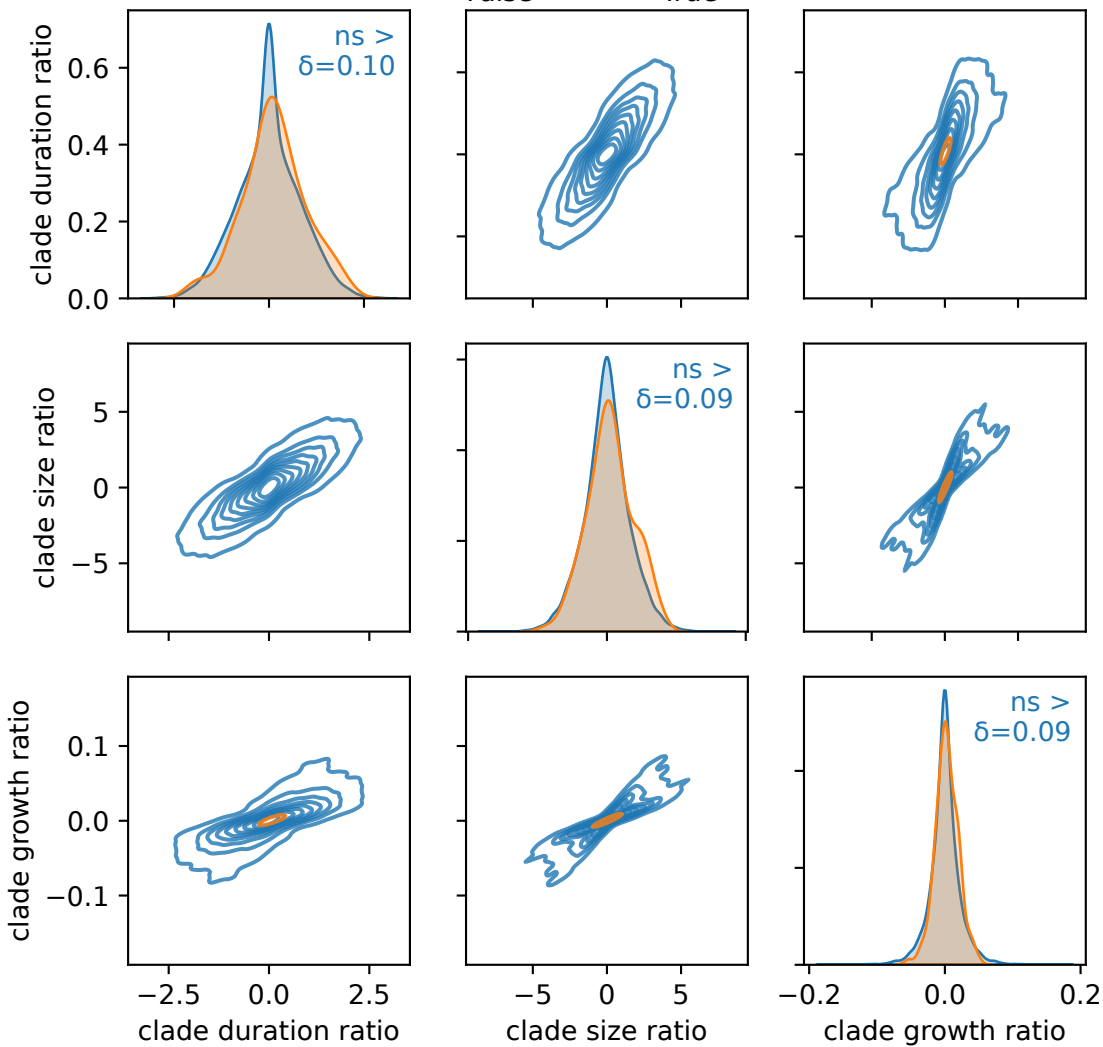 clade duration ratio
0.6
0.4
0.2
0.0
ns >
δ=0.10
clade size ratio
5
0
−5
ns >
δ=0.09
clade growth ratio
0.1
0.0
−0.1
ns >
δ=0.09
−2.5 0.0 2.5
−5 0 5
−0.2 0.0 0.2
clade duration ratio
clade size ratio
clade growth ratio